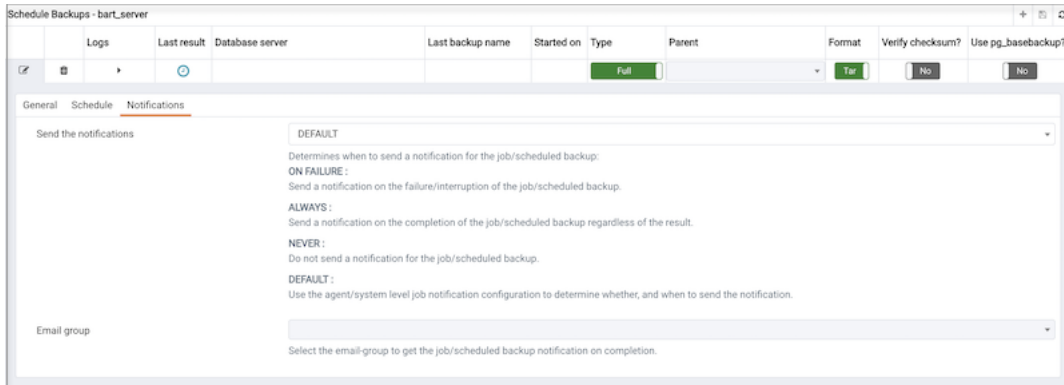 Schedule Backups - bart_server
Logs Last result Database server Last backup name Started on Type Parent Format Verify checksum? Use pg_basebackup?
Full Tar No No
General Schedule Notifications
Send the notifications DEFAULT
Determines when to send a notification for the job/scheduled backup:
ON FAILURE :
Send a notification on the failure/interruption of the job/scheduled backup.
ALWAYS :
Send a notification on the completion of the job/scheduled backup regardless of the result.
NEVER :
Do not send a notification for the job/scheduled backup.
DEFAULT :
Use the agent/system level job notification configuration to determine whether, and when to send the notification.
Email group
Select the email-group to get the job/scheduled backup notification on completion.